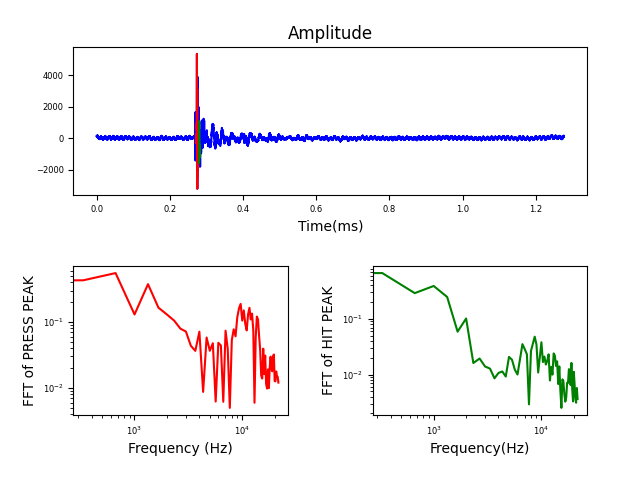 Amplitude
4000
2000
0
−2000
0.0 0.2 0.4 0.6 0.8 1.0 1.2
Time(ms)
FFT of PRESS PEAK
10⁻¹
10⁻²
10³ 10⁴
Frequency (Hz)
FFT of HIT PEAK
10⁻¹
10⁻²
10³ 10⁴
Frequency(Hz)